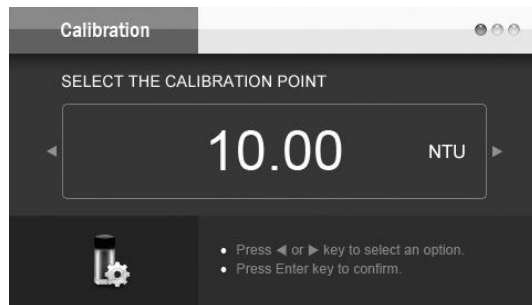 Calibration
SELECT THE CALIBRATION POINT
10.00 NTU
• Press ◀ or ▶ key to select an option.
• Press Enter key to confirm.